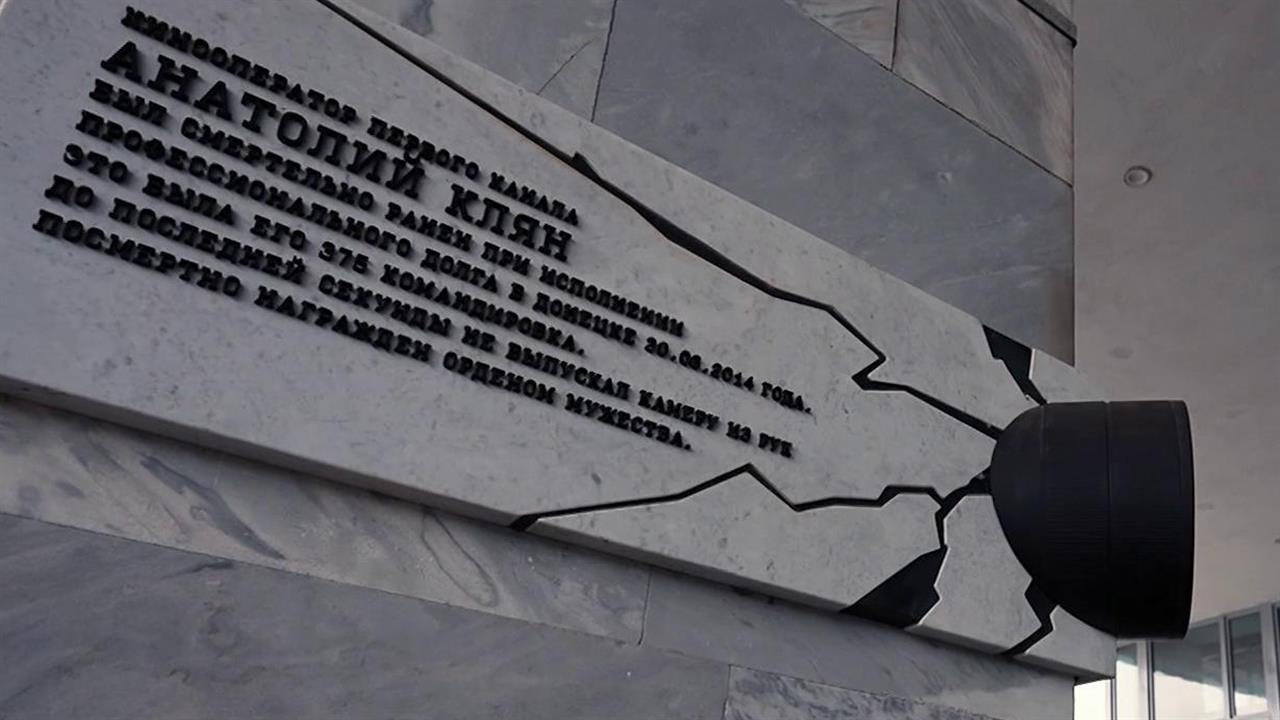 КИНООПЕРАТОР ПЕРВОГО КАНАЛА
АНАТОЛИЙ КЛЯН
БЫЛ СМЕРТЕЛЬНО РАНЕН ПРИ ИСПОЛНЕНИИ
ПРОФЕССИОНАЛЬНОГО ДОЛГА В ДОНЕЦКЕ 30.06.2014 ГОДА.
ЭТО БЫЛА ЕГО 375 КОМАНДИРОВКА.
ДО ПОСЛЕДНЕЙ СЕКУНДЫ НЕ ВЫПУСКАЛ КАМЕРУ ИЗ РУК
ПОСМЕРТНО НАГРАЖДЕН ОРДЕНОМ МУЖЕСТВА.